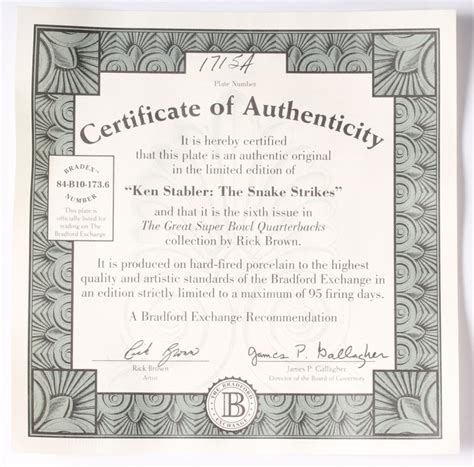 1715A
Plate Number
Certificate of Authenticity
It is hereby certified
that this plate is an authentic original
in the limited edition of
"Ken Stabler: The Snake Strikes"
and that it is the sixth issue in
The Great Super Bowl Quarterbacks
collection by Rick Brown.
BRADEX
84-B10-173.6
NUMBER
This plate is
officially listed for
trading on The
Bradford Exchange
It is produced on hard-fired porcelain to the highest
quality and artistic standards of the Bradford Exchange in
an edition strictly limited to a maximum of 95 firing days.
A Bradford Exchange Recommendation
Rick Brown
James P. Gallagher
Rick Brown
Artist
James P. Gallagher
Director of the Board of Governors
THE BRADFORD
B
EXCHANGE